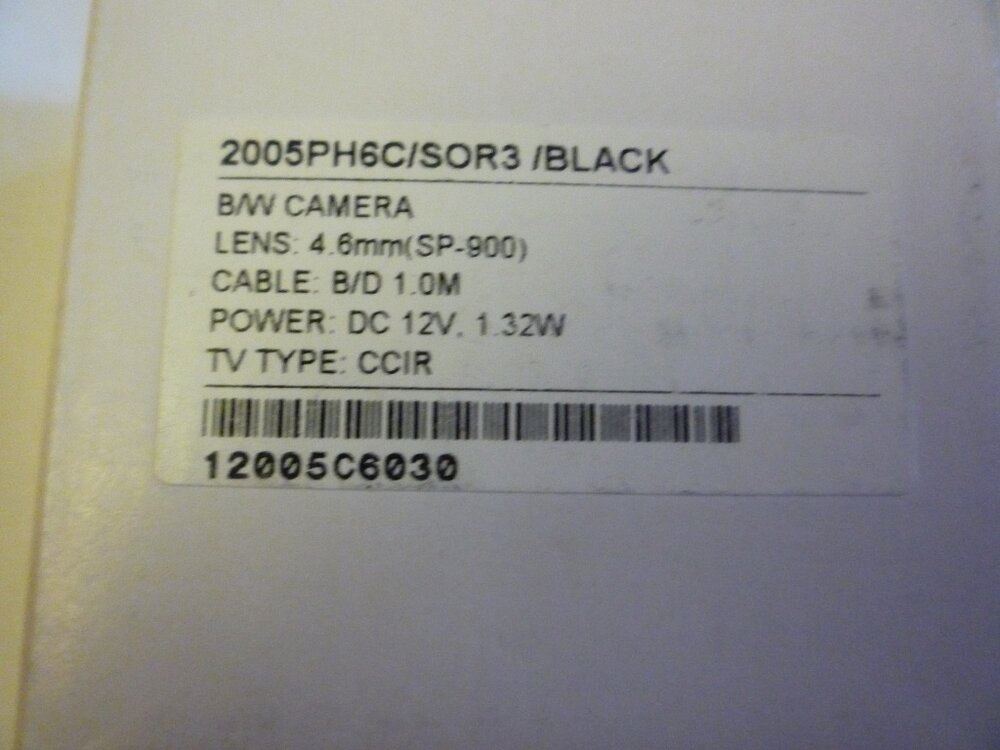 2005PH6C/SOR3 /BLACK
B/W CAMERA
LENS: 4.6mm(SP-900)
CABLE: B/D 1.0M
POWER: DC 12V, 1.32W
TV TYPE: CCIR
12005C6030